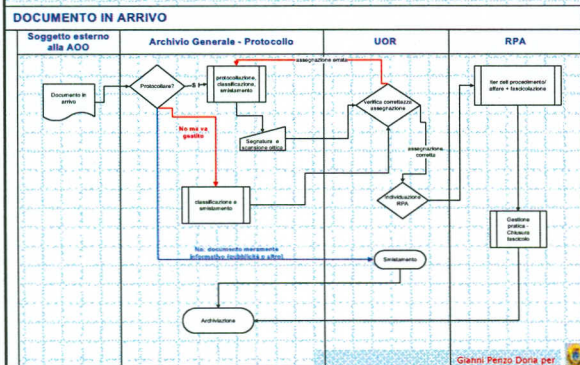 DOCUMENTO IN ARRIVO
Soggetto esterno
alla AOO
Archivio Generale - Protocollo
UOR
RPA
Documento in
arrivo
Protocollare?
SI
protocollazione,
classificazione,
smistamento
assegnazione errata
verifica correttezza
assegnazione
iter del procedimento/
affare + fascicolazione
No ma va
gestito
Segnatura e
scansione ottica
assegnazione
corretta
classificazione e
smistamento
individuazione
RPA
Gestione
pratica -
Chiusura
fascicolo
No: documento meramente
informativo (pubblicità o altro)
Smistamento
Archiviazione
Gianni Penzo Doria per